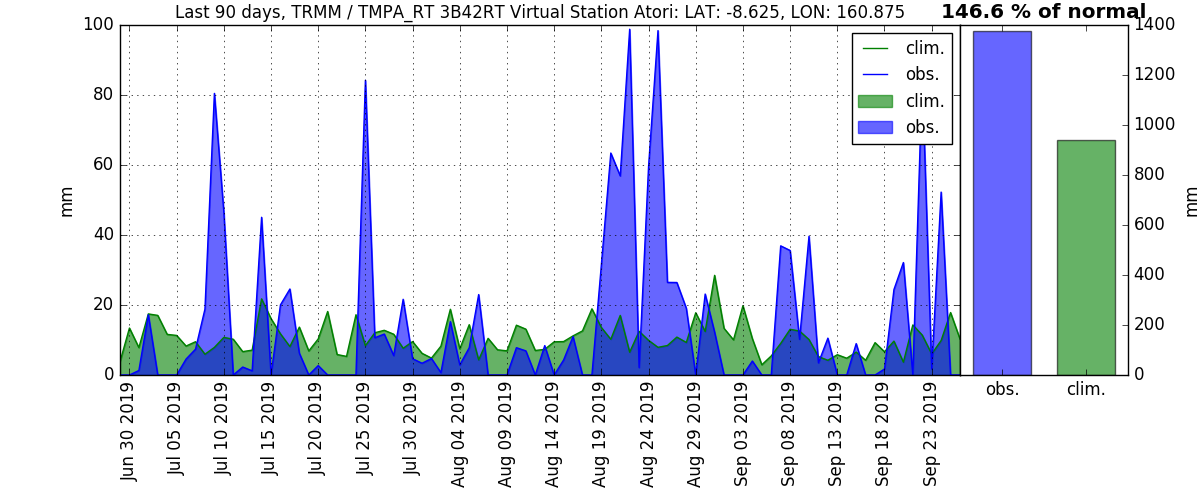 Last 90 days, TRMM / TMPA_RT 3B42RT Virtual Station Atori: LAT: -8.625, LON: 160.875
146.6 % of normal
mm
100
80
60
40
20
0
clim.
obs.
clim.
obs.
Jun 30 2019
Jul 05 2019
Jul 10 2019
Jul 15 2019
Jul 20 2019
Jul 25 2019
Jul 30 2019
Aug 04 2019
Aug 09 2019
Aug 14 2019
Aug 19 2019
Aug 24 2019
Aug 29 2019
Sep 03 2019
Sep 08 2019
Sep 13 2019
Sep 18 2019
Sep 23 2019
obs.
clim.
1400
1200
1000
800
600
400
200
0
mm